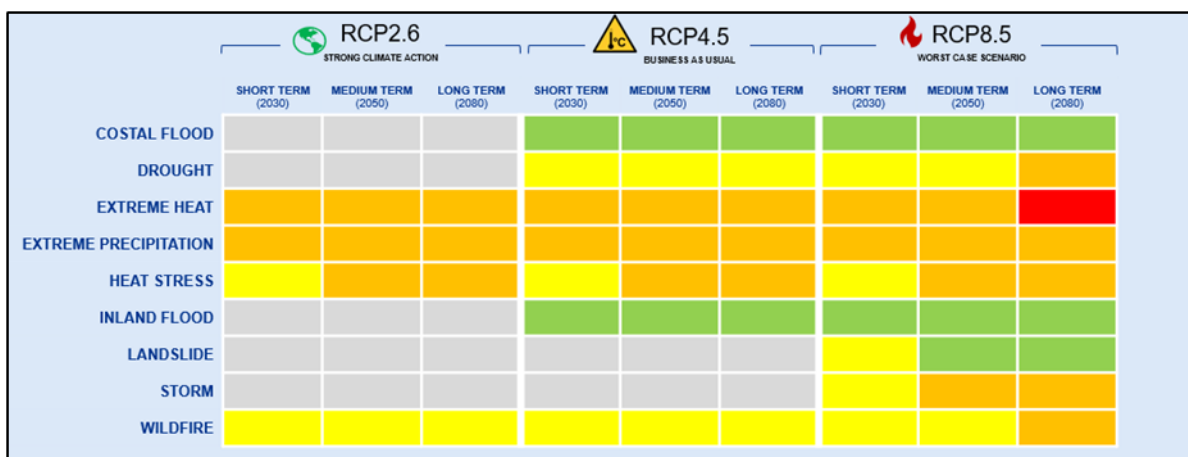 RCP2.6
STRONG CLIMATE ACTION
°C
RCP4.5
BUSINESS AS USUAL
RCP8.5
WORST CASE SCENARIO
SHORT TERM
(2030)
MEDIUM TERM
(2050)
LONG TERM
(2080)
SHORT TERM
(2030)
MEDIUM TERM
(2050)
LONG TERM
(2080)
SHORT TERM
(2030)
MEDIUM TERM
(2050)
LONG TERM
(2080)
COSTAL FLOOD
DROUGHT
EXTREME HEAT
EXTREME PRECIPITATION
HEAT STRESS
INLAND FLOOD
LANDSLIDE
STORM
WILDFIRE